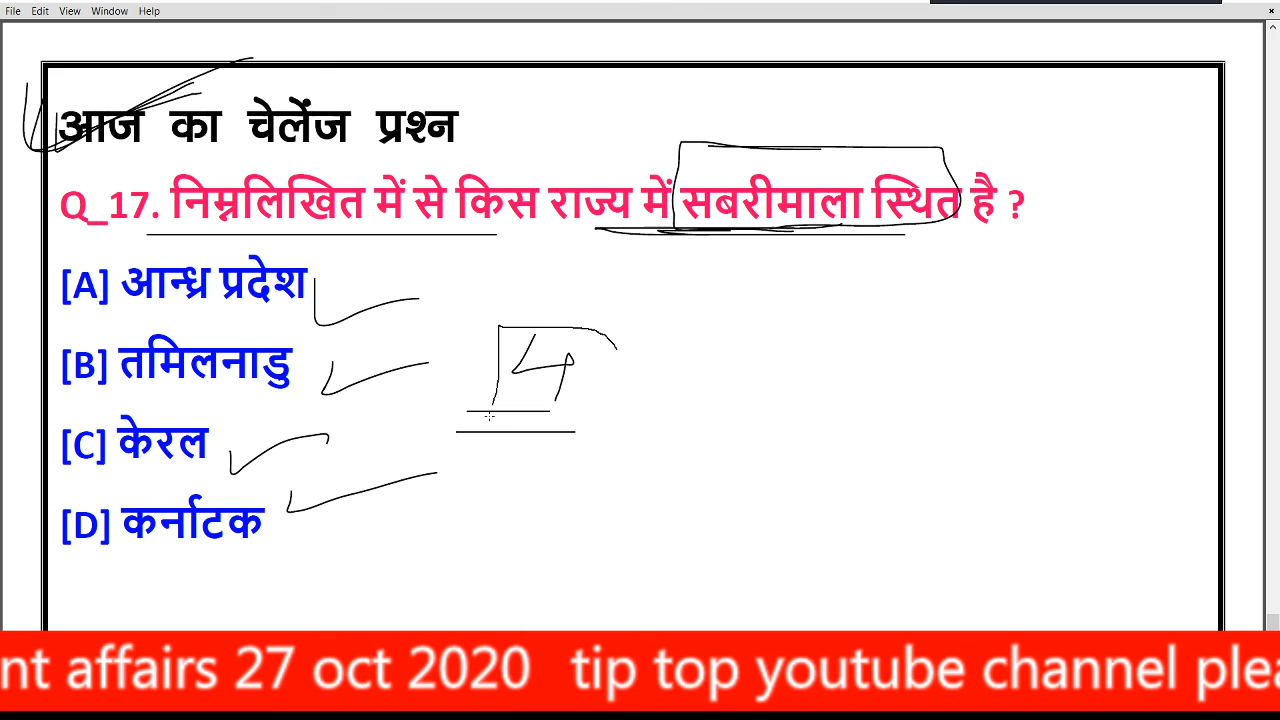 File Edit View Window Help
आज का चेलेंज प्रश्न
Q_17. निम्नलिखित में से किस राज्य में सबरीमाला स्थित है ?
[A] आन्ध्र प्रदेश
[B] तमिलनाडु
4
[C] केरल
[D] कर्नाटक
nt affairs 27 oct 2020 tip top youtube channel plea